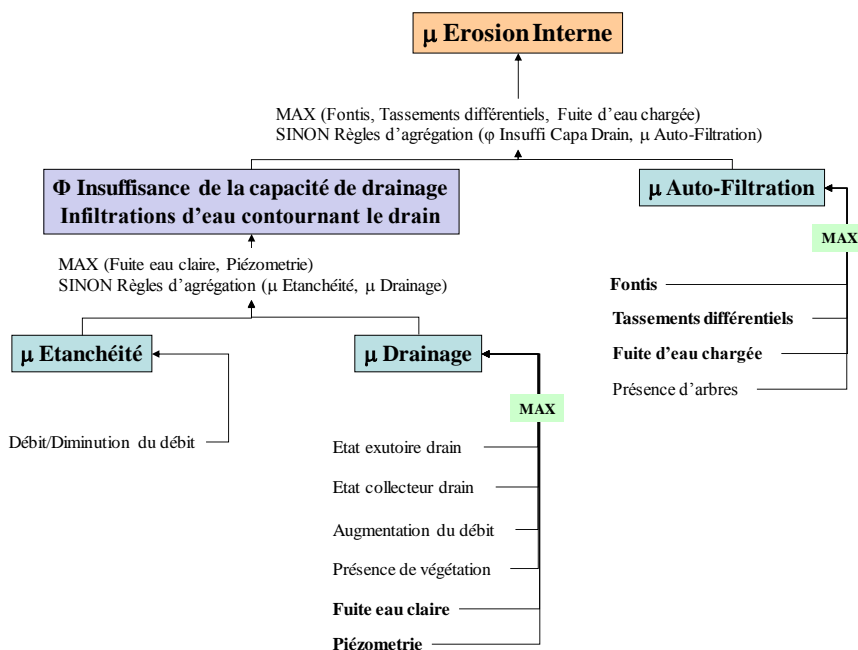 μ Erosion Interne
MAX (Fontis, Tassements différentiels, Fuite d'eau chargée)
SINON Règles d'agrégation (φ Insuffi Capa Drain, μ Auto-Filtration)
Φ Insuffisance de la capacité de drainage
Infiltrations d'eau contournant le drain
μ Auto-Filtration
MAX
MAX (Fuite eau claire, Piézometrie)
SINON Règles d'agrégation (μ Etanchéité, μ Drainage)
Fontis
Tassements différentiels
Fuite d'eau chargée
Présence d'arbres
μ Etanchéité
μ Drainage
MAX
Débit/Diminution du débit
Etat exutoire drain
Etat collecteur drain
Augmentation du débit
Présence de végétation
Fuite eau claire
Piézometrie